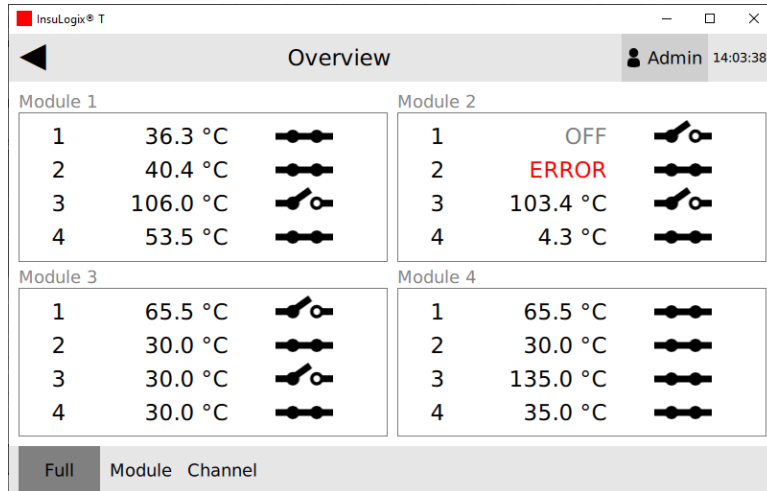 InsuLogix® T
Overview
Admin 14:03:38
Module 1
1 36.3 °C
2 40.4 °C
3 106.0 °C
4 53.5 °C
Module 2
1 OFF
2 ERROR
3 103.4 °C
4 4.3 °C
Module 3
1 65.5 °C
2 30.0 °C
3 30.0 °C
4 30.0 °C
Module 4
1 65.5 °C
2 30.0 °C
3 135.0 °C
4 35.0 °C
Full Module Channel